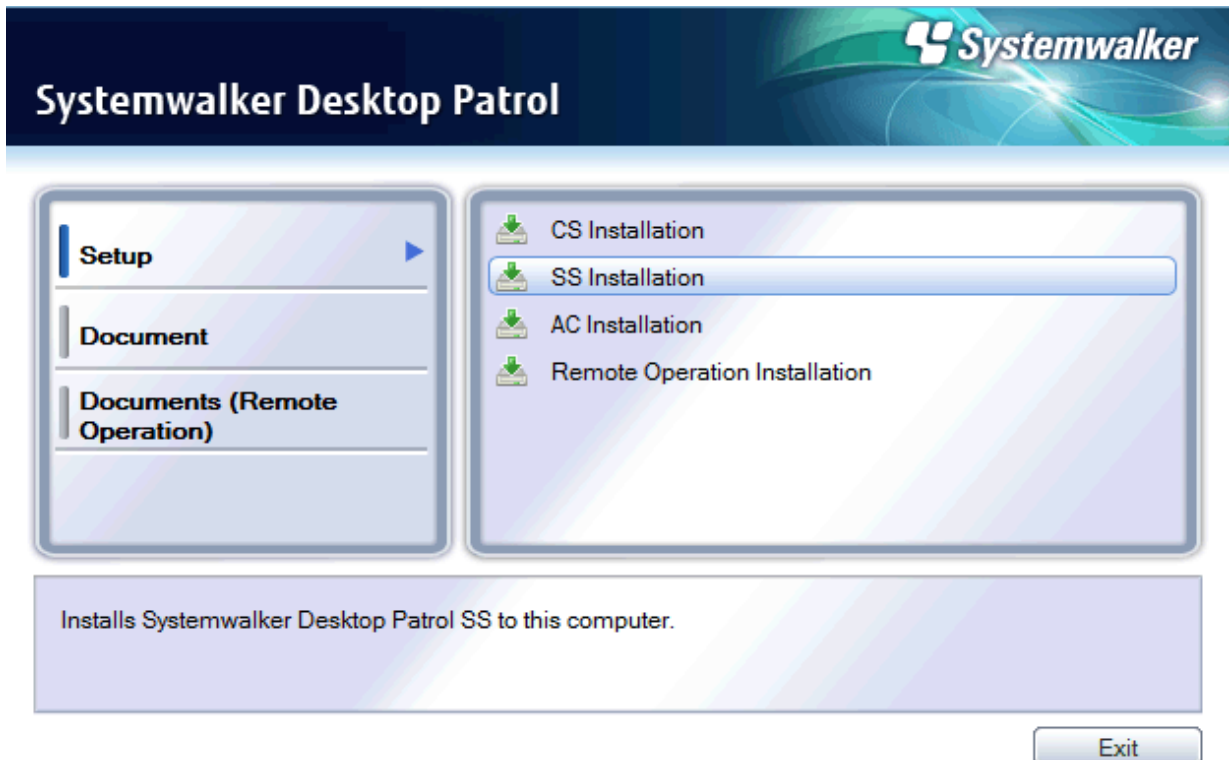 Systemwalker
Systemwalker Desktop Patrol
Setup
Document
Documents (Remote
Operation)
CS Installation
SS Installation
AC Installation
Remote Operation Installation
Installs Systemwalker Desktop Patrol SS to this computer.
Exit